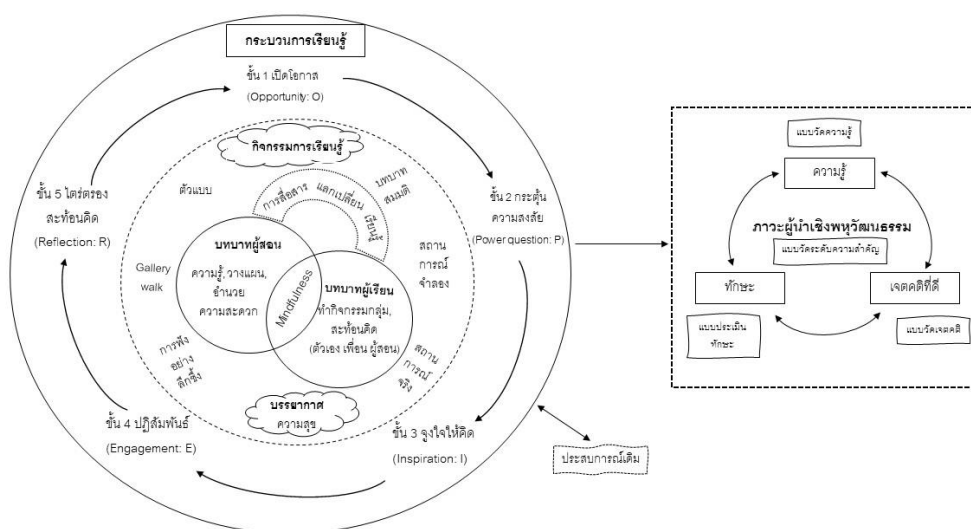 กระบวนการเรียนรู้
ขั้น 1 เปิดโอกาส
(Opportunity: O)
ขั้น 2 กระตุ้น
ความสงสัย
(Power question: P)
ขั้น 3 จูงใจให้คิด
(Inspiration: I)
ขั้น 4 ปฏิสัมพันธ์
(Engagement: E)
ขั้น 5 ไตร่ตรอง
สะท้อนคิด
(Reflection: R)
กิจกรรมการเรียนรู้
ตัวแบบ
การสื่อสาร
แลกเปลี่ยน
เรียนรู้
บทบาท
สมมติ
สถาน
การณ์
จำลอง
สถาน
การณ์
จริง
Gallery
walk
การฟัง
อย่าง
ลึกซึ้ง
บทบาทผู้สอน
ความรู้, วางแผน,
อำนวย
ความสะดวก
Mindfulness
บทบาทผู้เรียน
ทำกิจกรรมกลุ่ม,
สะท้อนคิด
(ตัวเอง เพื่อน ผู้สอน)
บรรยากาศ
ความสุข
ประสบการณ์เดิม
แบบวัดความรู้
ความรู้
ภาวะผู้นำเชิงพหุวัฒนธรรม
แบบวัดระดับความสำคัญ
ทักษะ
เจตคติที่ดี
แบบประเมิน
ทักษะ
แบบวัดเจตคติ